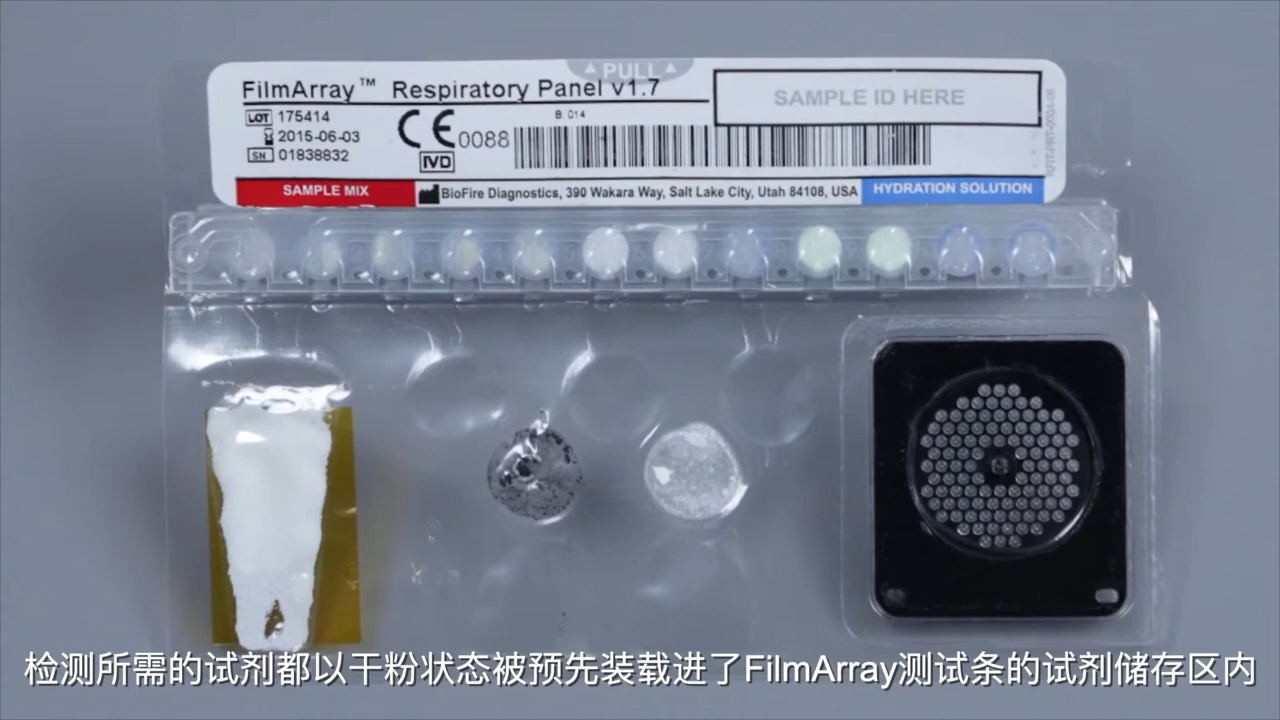 PULL
FilmArray™ Respiratory Panel v1.7
SAMPLE ID HERE
LOT 175414
2015-06-03
SN 01838832
B: 014
CE 0088
IVD
SAMPLE MIX
BioFire Diagnostics, 390 Wakara Way, Salt Lake City, Utah 84108, USA
HYDRATION SOLUTION
检测所需的试剂都以干粉状态被预先装载进了FilmArray测试条的试剂储存区内